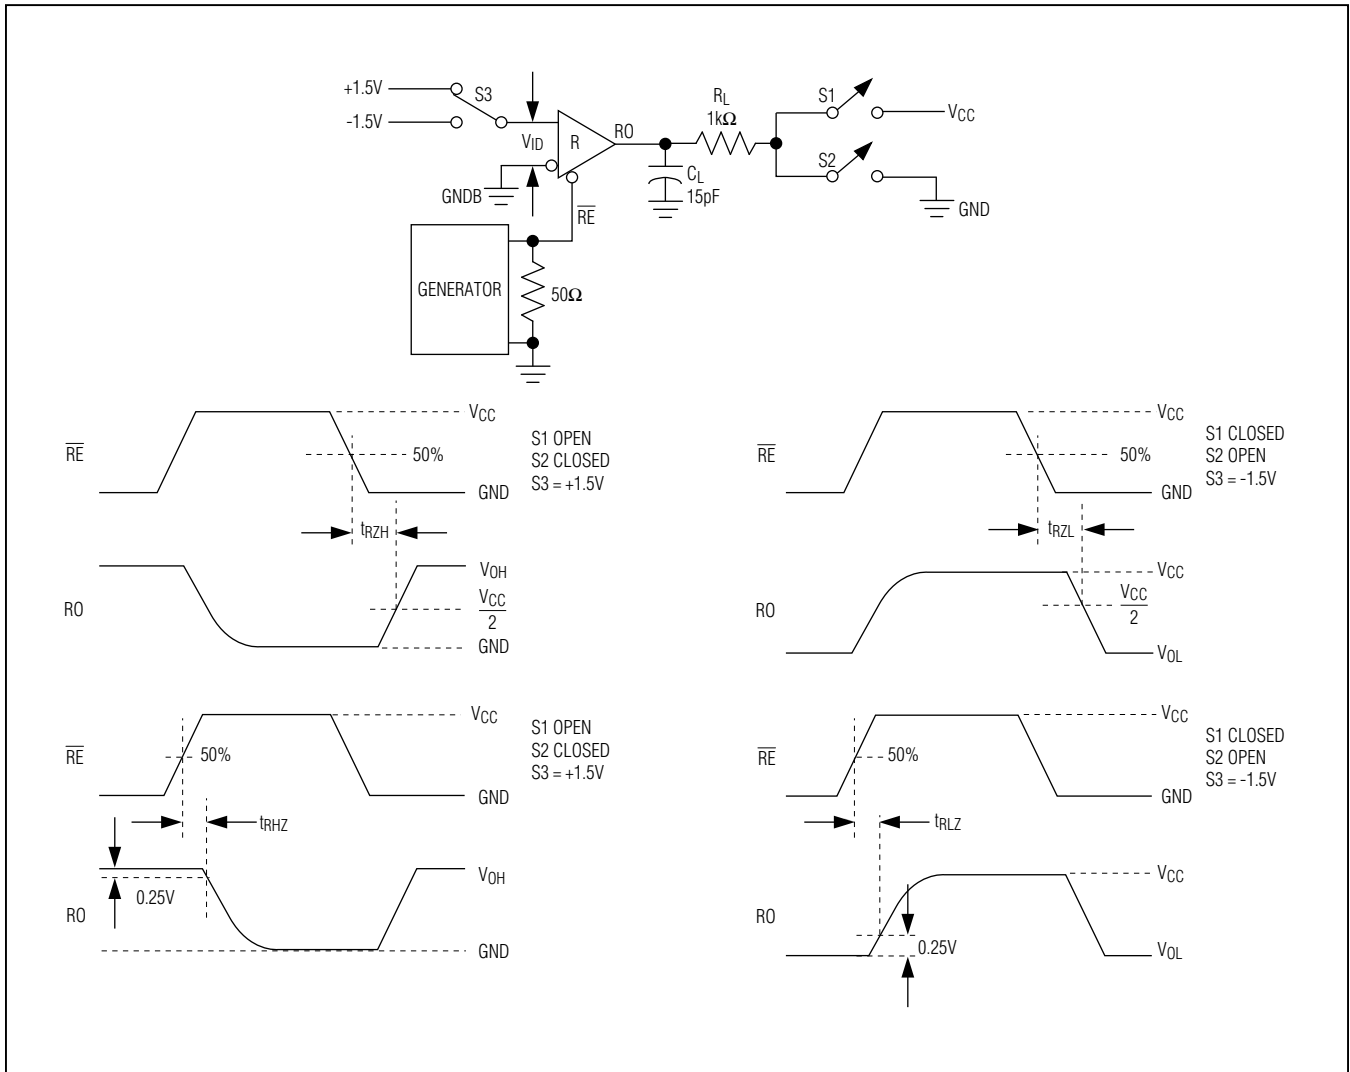 +1.5V
-1.5V
S3
VID
R
RO
RL
1kΩ
S1
VCC
S2
GND
CL
15pF
GNDB
RE
GENERATOR
50Ω
RE
VCC
50%
GND
S1 OPEN
S2 CLOSED
S3 = +1.5V
tRZH
RO
VOH
VCC
2
GND
RE
VCC
50%
GND
S1 CLOSED
S2 OPEN
S3 = -1.5V
tRZL
RO
VCC
VCC
2
VOL
RE
VCC
50%
GND
S1 OPEN
S2 CLOSED
S3 = +1.5V
tRHZ
RO
VOH
0.25V
GND
RE
VCC
50%
GND
S1 CLOSED
S2 OPEN
S3 = -1.5V
tRLZ
RO
VCC
0.25V
VOL